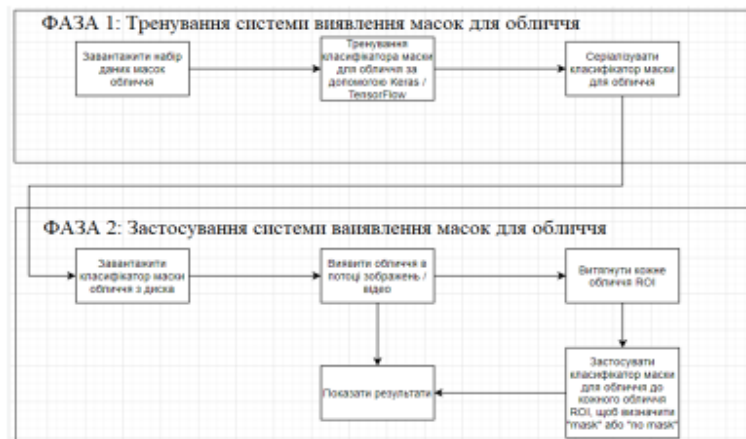 ФАЗА 1: Тренування системи виявлення масок для обличчя
Завантажити набір
даних масок
обличчя
Тренування
класифікатора маски
для обличчя за
допомогою Keras /
TensorFlow
Серіалізувати
класифікатор маски
для обличчя
ФАЗА 2: Застосування системи ваиявлення масок для обличчя
Завантажити
класифікатор маски
обличчя з диска
Виявити обличчя в
потоці зображень /
відео
Витягнути кожне
обличчя ROI
Показати результати
Застосувати
класифікатор маски
для обличчя до
кожного обличчя
ROI, щоб визначити
"mask" або "no mask"